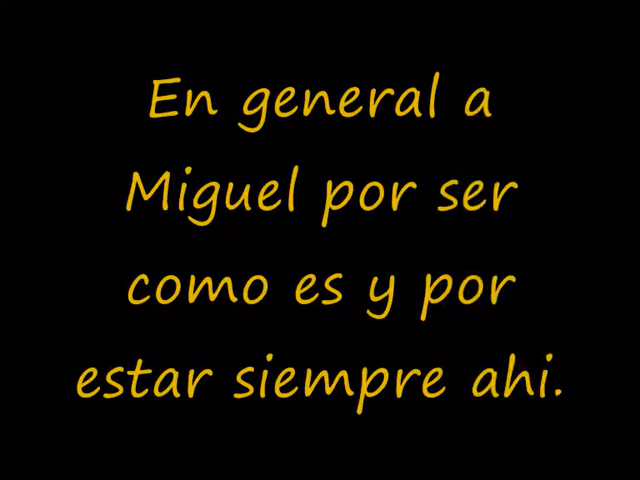 En general a
Miguel por ser
como es y por
estar siempre ahi.